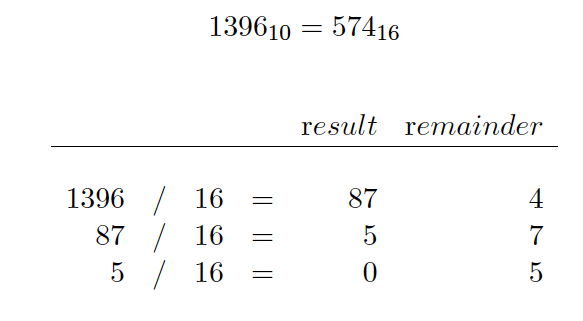 1396₁₀ = 574₁₆
result remainder
1396 / 16 = 87 4
87 / 16 = 5 7
5 / 16 = 0 5